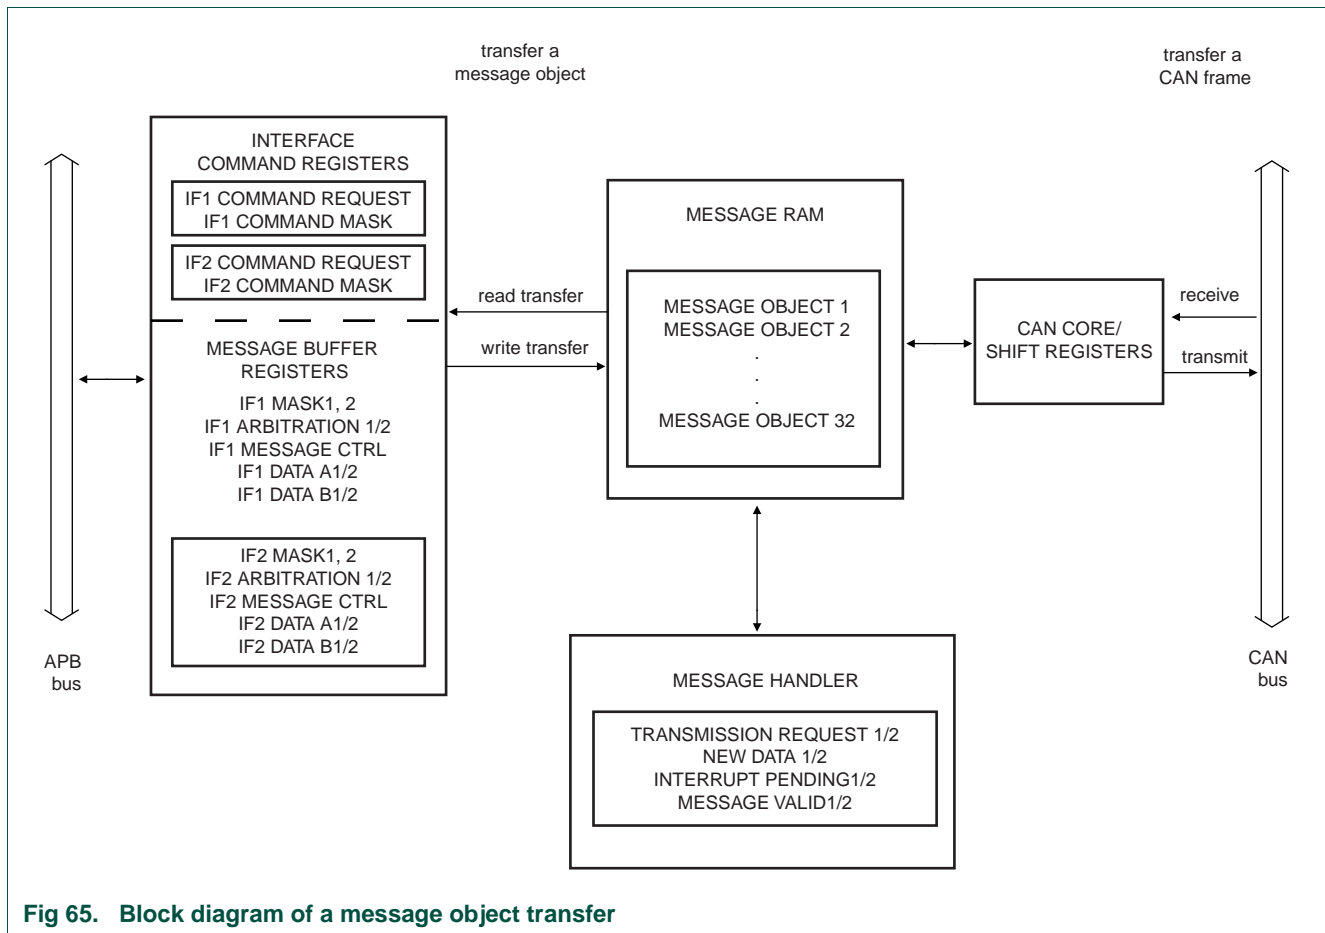 transfer a
message object
transfer a
CAN frame
INTERFACE
COMMAND REGISTERS
IF1 COMMAND REQUEST
IF1 COMMAND MASK
IF2 COMMAND REQUEST
IF2 COMMAND MASK
MESSAGE BUFFER
REGISTERS
IF1 MASK1, 2
IF1 ARBITRATION 1/2
IF1 MESSAGE CTRL
IF1 DATA A1/2
IF1 DATA B1/2
IF2 MASK1, 2
IF2 ARBITRATION 1/2
IF2 MESSAGE CTRL
IF2 DATA A1/2
IF2 DATA B1/2
APB
bus
read transfer
write transfer
MESSAGE RAM
MESSAGE OBJECT 1
MESSAGE OBJECT 2
.
.
.
MESSAGE OBJECT 32
CAN CORE/
SHIFT REGISTERS
receive
transmit
CAN
bus
MESSAGE HANDLER
TRANSMISSION REQUEST 1/2
NEW DATA 1/2
INTERRUPT PENDING1/2
MESSAGE VALID1/2
Fig 65. Block diagram of a message object transfer